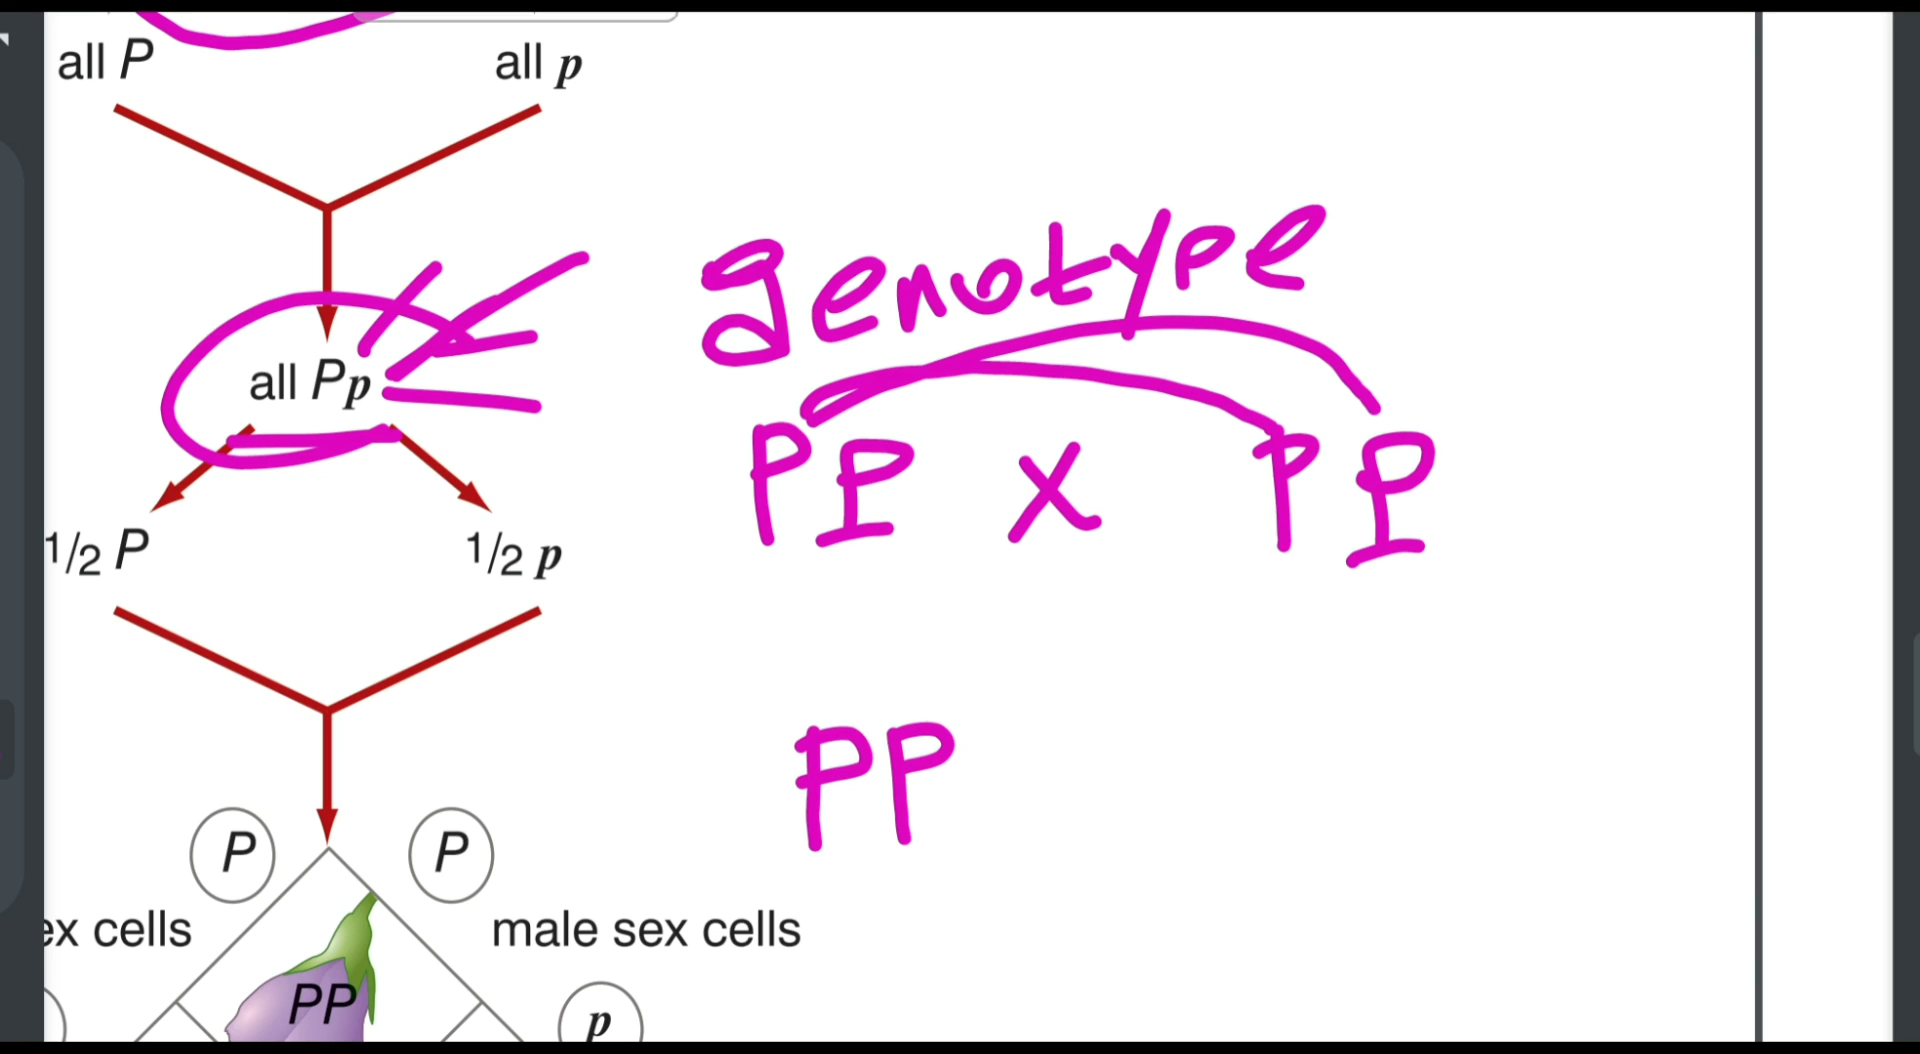 all P all p
genotype
all Pp
PP x PP
1/2 P 1/2 p
PP
P P
ex cells male sex cells
PP p